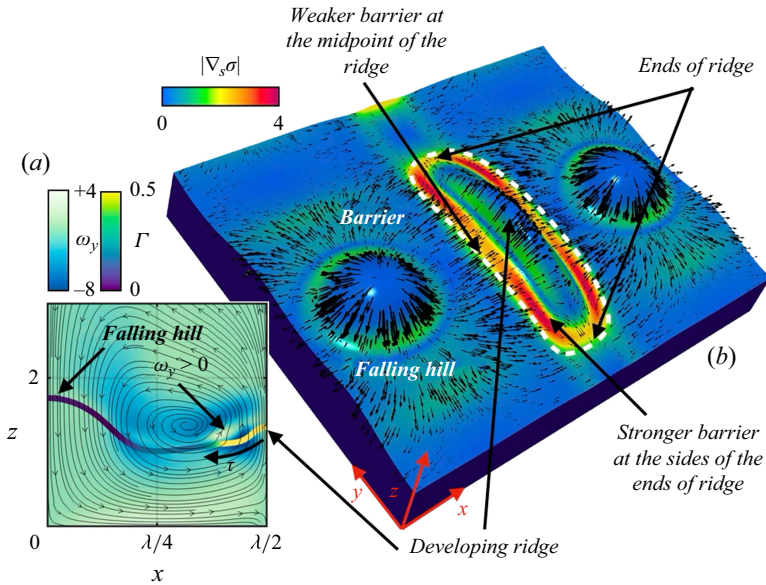 Weaker barrier at
the midpoint of the
ridge
Ends of ridge
|∇sσ|
0
4
(a)
+4
0.5
Barrier
ωy
Γ
–8
0
Falling hill
ωy > 0
Falling hill
(b)
2
z
τ
Stronger barrier
at the sides of the
ends of ridge
y
z
x
0
λ/4
λ/2
Developing ridge
x